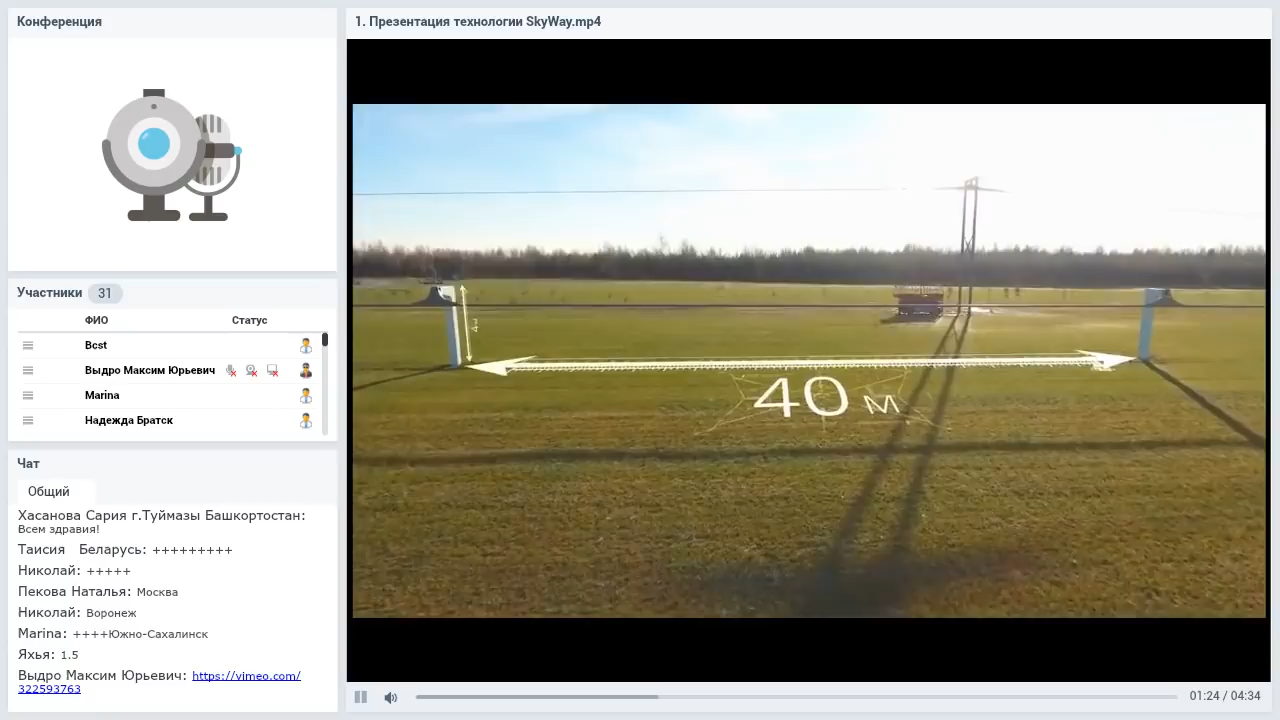 Конференция
1. Презентация технологии SkyWay.mp4
40 м
Участники 31
ФИО Статус
Bcst
Выдро Максим Юрьевич
Marina
Надежда Братск
Чат
Общий
Хасанова Сария г.Туймазы Башкортостан:
Всем здравия!
Таисия Беларусь: +++++++++
Николай: +++++
Пекова Наталья: Москва
Николай: Воронеж
Marina: ++++Южно-Сахалинск
Яхья: 1.5
Выдро Максим Юрьевич: https://vimeo.com/
322593763
01:24 / 04:34